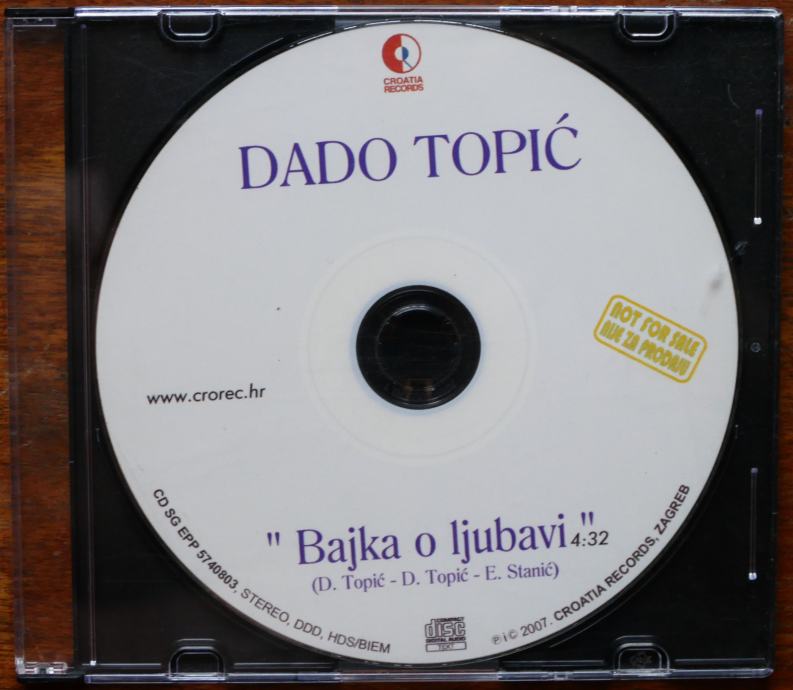 CROATIA
RECORDS
DADO TOPIĆ
NOT FOR SALE
NIJE ZA PRODAJU
www.crorec.hr
" Bajka o ljubavi " 4:32
(D. Topić - D. Topić - E. Stanić)
CD SG EPP 5740803, STEREO, DDD, HDS/BIEM
COMPACT
disc
DIGITAL AUDIO
TEXT
℗ i © 2007. CROATIA RECORDS, ZAGREB